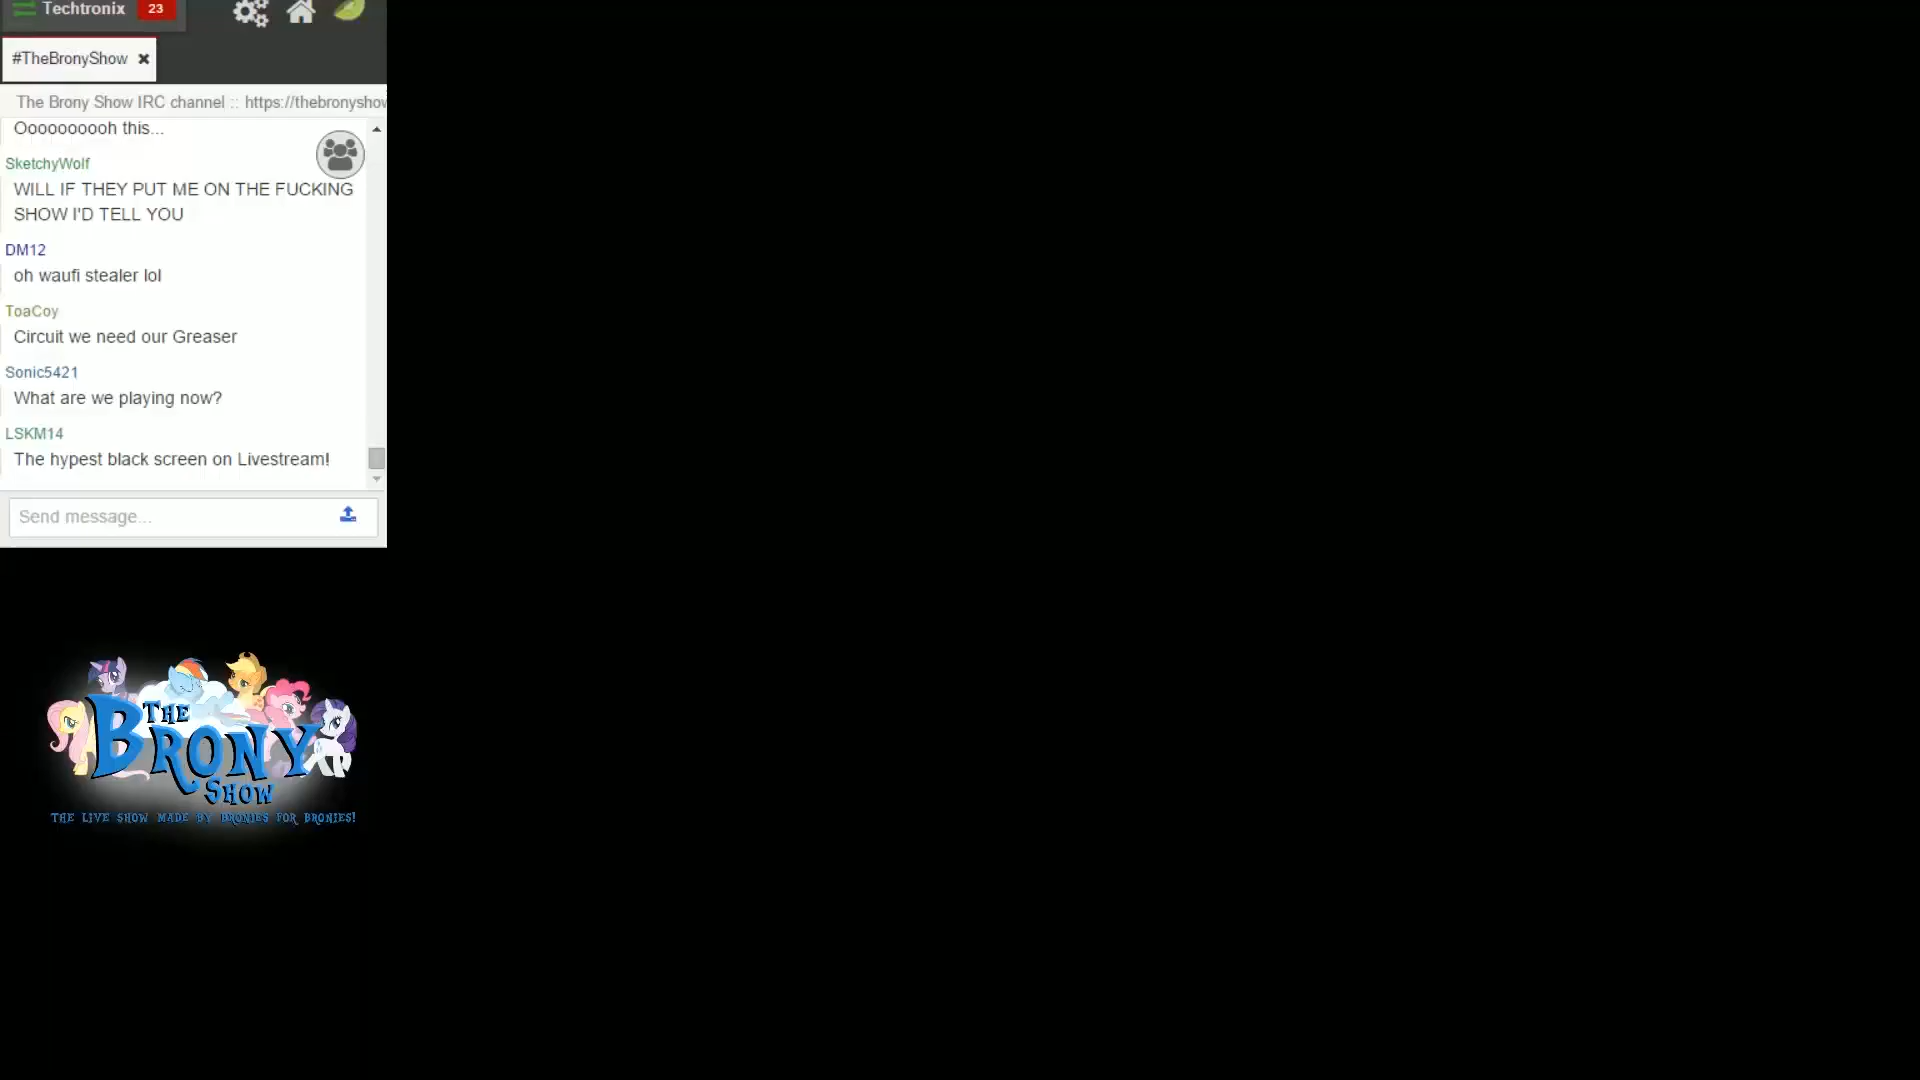 Techtronix 23
#TheBronyShow
The Brony Show IRC channel :: https://thebronyshow
Ooooooooooh this...
SketchyWolf
WILL IF THEY PUT ME ON THE FUCKING
SHOW I'D TELL YOU
DM12
oh waufi stealer lol
ToaCoy
Circuit we need our Greaser
Sonic5421
What are we playing now?
LSKM14
The hypest black screen on Livestream!
Send message...
THE
BRONY
SHOW
THE LIVE SHOW MADE BY BRONIES FOR BRONIES!